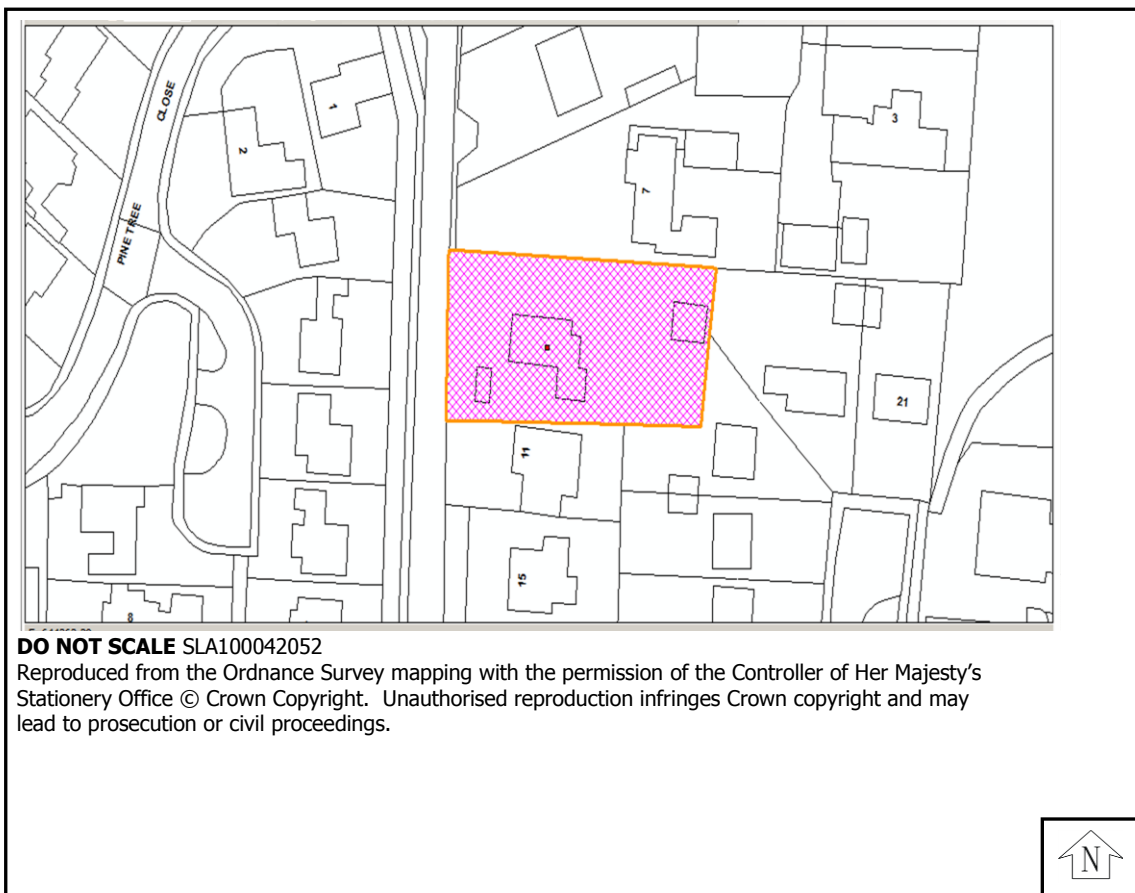 CLOSE
PINE TREE
1
2
3
7
11
15
21
8
DO NOT SCALE SLA100042052
Reproduced from the Ordnance Survey mapping with the permission of the Controller of Her Majesty's
Stationery Office © Crown Copyright. Unauthorised reproduction infringes Crown copyright and may
lead to prosecution or civil proceedings.
N